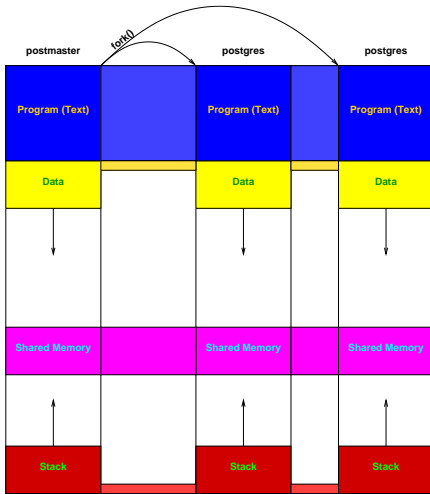 fork()
postmaster postgres postgres
Program (Text) Program (Text) Program (Text)
Data Data Data
Shared Memory Shared Memory Shared Memory
Stack Stack Stack